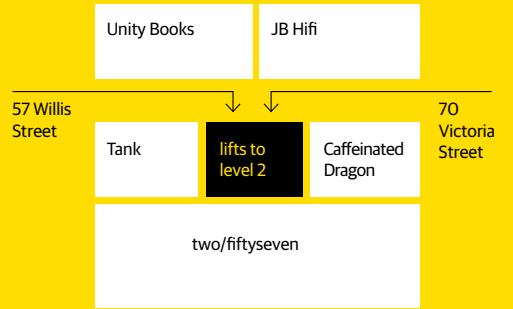 Unity Books
JB Hifi
57 Willis
Street
70
Victoria
Street
Tank
lifts to
level 2
Caffeinated
Dragon
two/fiftyseven